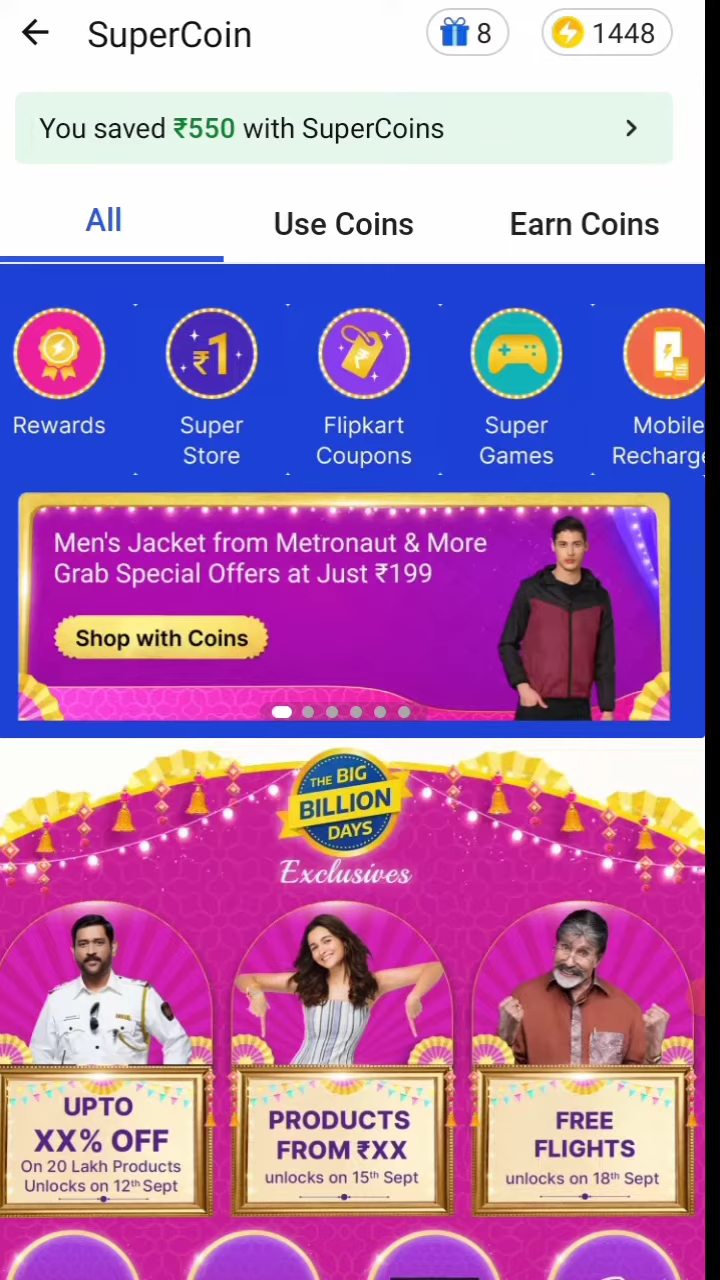 SuperCoin
8
1448
You saved ₹550 with SuperCoins
All
Use Coins
Earn Coins
₹1
₹
Rewards
Super
Store
Flipkart
Coupons
Super
Games
Mobile
Recharge
Men's Jacket from Metronaut & More
Grab Special Offers at Just ₹199
Shop with Coins
THE BIG
BILLION
DAYS
Exclusives
UPTO
XX% OFF
On 20 Lakh Products
Unlocks on 12th Sept
PRODUCTS
FROM ₹XX
unlocks on 15th Sept
FREE
FLIGHTS
unlocks on 18th Sept